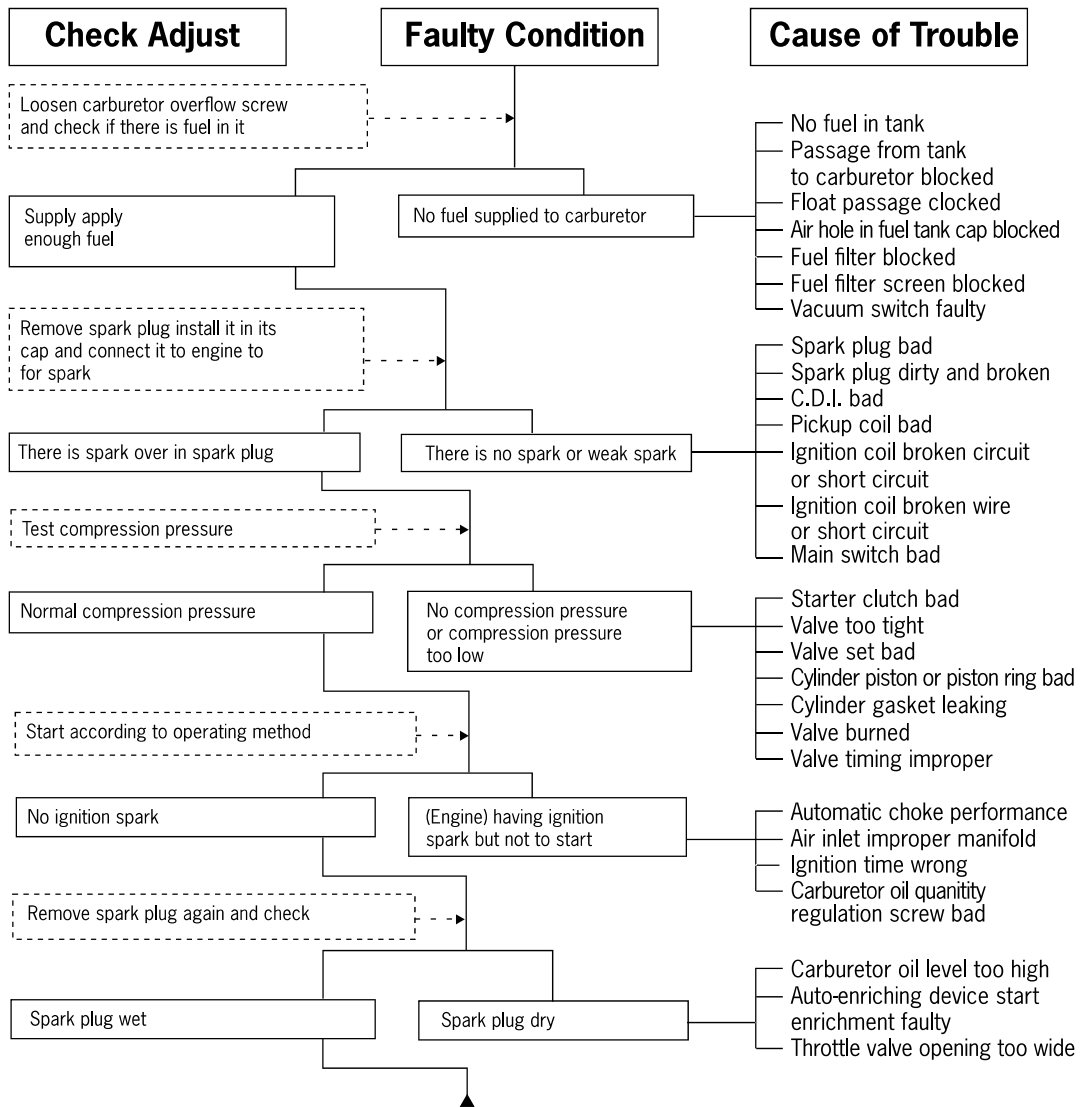 Check Adjust
Faulty Condition
Cause of Trouble
Loosen carburetor overflow screw
and check if there is fuel in it
Supply apply
enough fuel
No fuel supplied to carburetor
No fuel in tank
Passage from tank
to carburetor blocked
Float passage clocked
Air hole in fuel tank cap blocked
Fuel filter blocked
Fuel filter screen blocked
Vacuum switch faulty
Remove spark plug install it in its
cap and connect it to engine to
for spark
There is spark over in spark plug
There is no spark or weak spark
Spark plug bad
Spark plug dirty and broken
C.D.I. bad
Pickup coil bad
Ignition coil broken circuit
or short circuit
Ignition coil broken wire
or short circuit
Main switch bad
Test compression pressure
Normal compression pressure
No compression pressure
or compression pressure
too low
Starter clutch bad
Valve too tight
Valve set bad
Cylinder piston or piston ring bad
Cylinder gasket leaking
Valve burned
Valve timing improper
Start according to operating method
No ignition spark
(Engine) having ignition
spark but not to start
Automatic choke performance
Air inlet improper manifold
Ignition time wrong
Carburetor oil quanitity
regulation screw bad
Remove spark plug again and check
Spark plug wet
Spark plug dry
Carburetor oil level too high
Auto-enriching device start
enrichment faulty
Throttle valve opening too wide